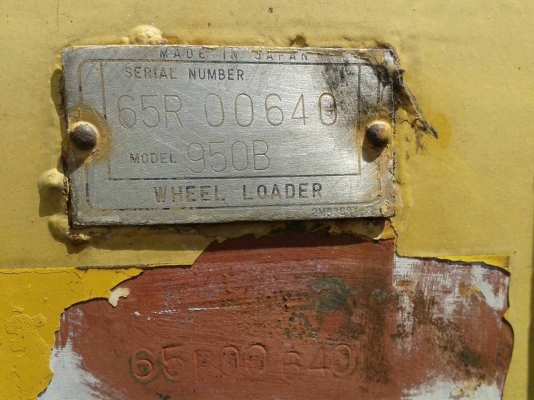 MADE IN JAPAN
SERIAL NUMBER
65R 00640
MODEL 950B
WHEEL LOADER
65R00640